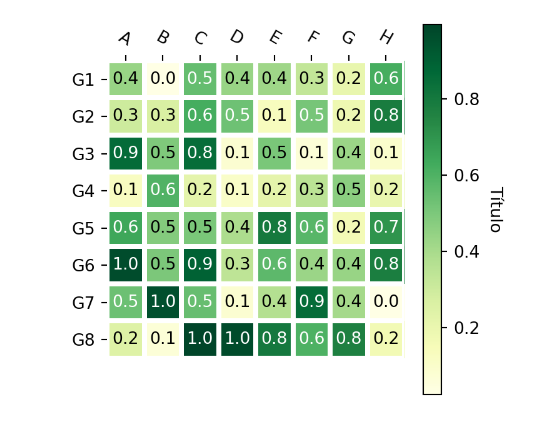 A B C D E F G H
G1 0.4 0.0 0.5 0.4 0.4 0.3 0.2 0.6
G2 0.3 0.3 0.6 0.5 0.1 0.5 0.2 0.8
G3 0.9 0.5 0.8 0.1 0.5 0.1 0.4 0.1
G4 0.1 0.6 0.2 0.1 0.2 0.3 0.5 0.2
G5 0.6 0.5 0.5 0.4 0.8 0.6 0.2 0.7
G6 1.0 0.5 0.9 0.3 0.6 0.4 0.4 0.8
G7 0.5 1.0 0.5 0.1 0.4 0.9 0.4 0.0
G8 0.2 0.1 1.0 1.0 0.8 0.6 0.8 0.2
0.8
0.6
0.4
0.2
Título